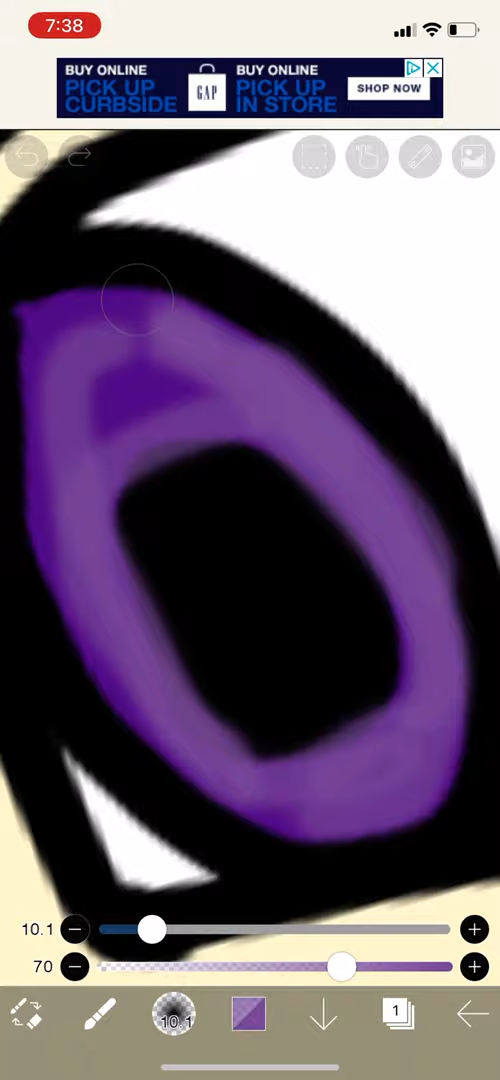 7:38
BUY ONLINE
PICK UP
CURBSIDE
GAP
BUY ONLINE
PICK UP
IN STORE
SHOP NOW
10.1
70
10.1
1